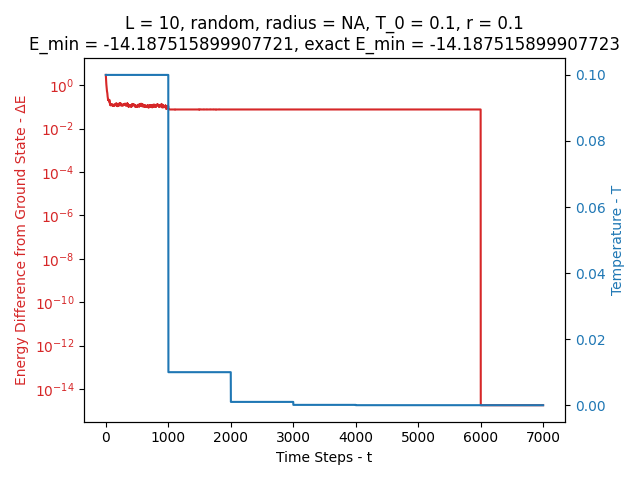 L = 10, random, radius = NA, T_0 = 0.1, r = 0.1
E_min = -14.187515899907721, exact E_min = -14.187515899907723
Energy Difference from Ground State - ΔE
10^0
10^-2
10^-4
10^-6
10^-8
10^-10
10^-12
10^-14
0.10
0.08
0.06
0.04
0.02
0.00
Temperature - T
0 1000 2000 3000 4000 5000 6000 7000
Time Steps - t